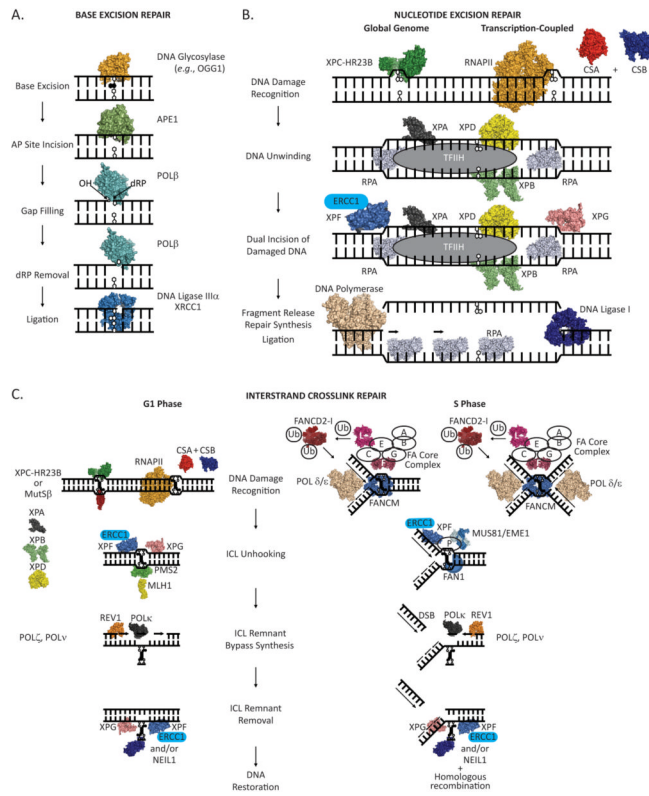 A.
BASE EXCISION REPAIR
DNA Glycosylase
(e.g., OGG1)
Base Excision
APE1
AP Site Incision
POLβ
OH
dRP
Gap Filling
POLβ
dRP Removal
DNA Ligase IIIα
XRCC1
Ligation
B.
NUCLEOTIDE EXCISION REPAIR
Global Genome
Transcription-Coupled
XPC-HR23B
RNAPII
CSA
+
CSB
DNA Damage
Recognition
XPA
XPD
DNA Unwinding
TFIIH
RPA
XPB
RPA
ERCC1
XPF
XPA
XPD
XPG
Dual Incision of
Damaged DNA
TFIIH
RPA
XPB
RPA
DNA Polymerase
Fragment Release
Repair Synthesis
Ligation
RPA
DNA Ligase I
C.
INTERSTRAND CROSSLINK REPAIR
G1 Phase
S Phase
XPC-HR23B
or
MutSβ
RNAPII
CSA+CSB
DNA Damage
Recognition
FANCD2-I
Ub
Ub
Ub
E
A
B
C
G
FA Core
Complex
POL δ/ε
FANCM
FANCD2-I
Ub
Ub
Ub
E
A
B
C
G
FA Core
Complex
POL δ/ε
FANCM
XPA
XPB
XPD
ERCC1
XPF
XPG
PMS2
MLH1
ICL Unhooking
ERCC1
XPF
P
MUS81/EME1
FAN1
POLζ, POLν
REV1
POLκ
ICL Remnant
Bypass Synthesis
DSB
POLκ
REV1
POLζ, POLν
XPG
XPF
ERCC1
and/or
NEIL1
ICL Remnant
Removal
XPG
XPF
ERCC1
and/or
NEIL1
+
Homologous
recombination
DNA
Restoration